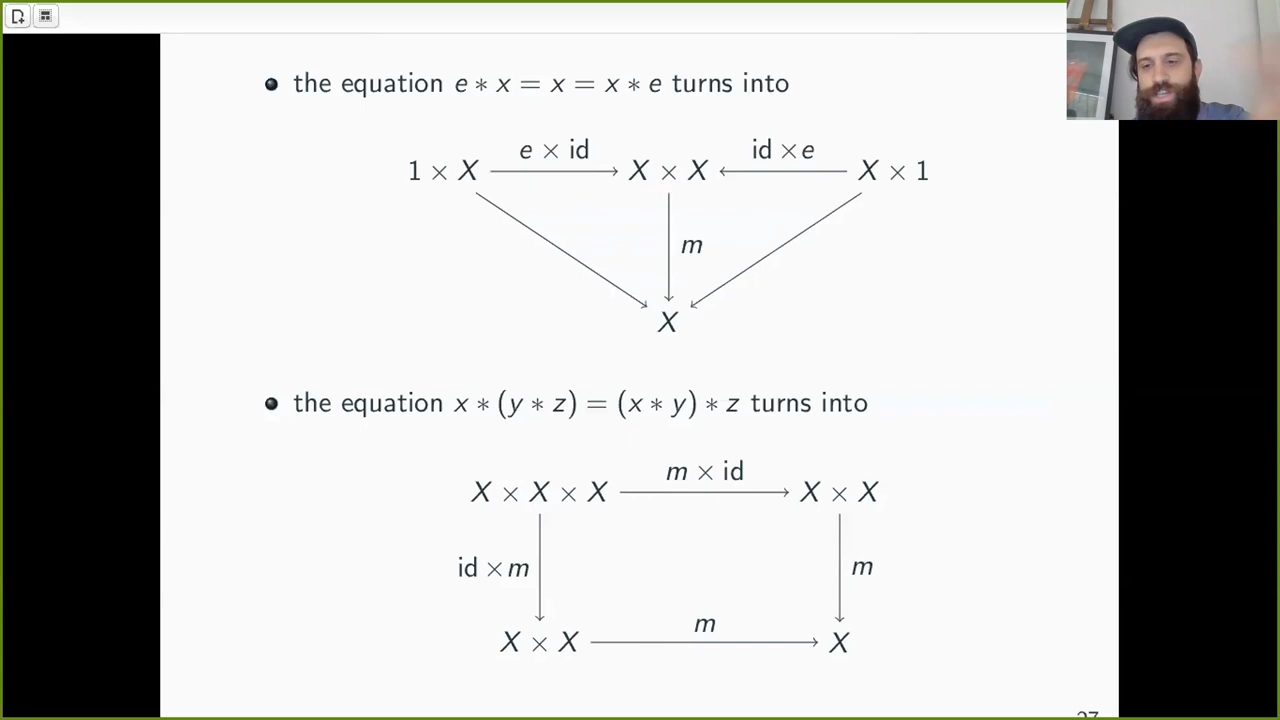 the equation e ∗ x = x = x ∗ e turns into
e × id id × e
1 × X X × X X × 1
m
X
the equation x ∗ (y ∗ z) = (x ∗ y) ∗ z turns into
m × id
X × X × X X × X
id × m m
m
X × X X